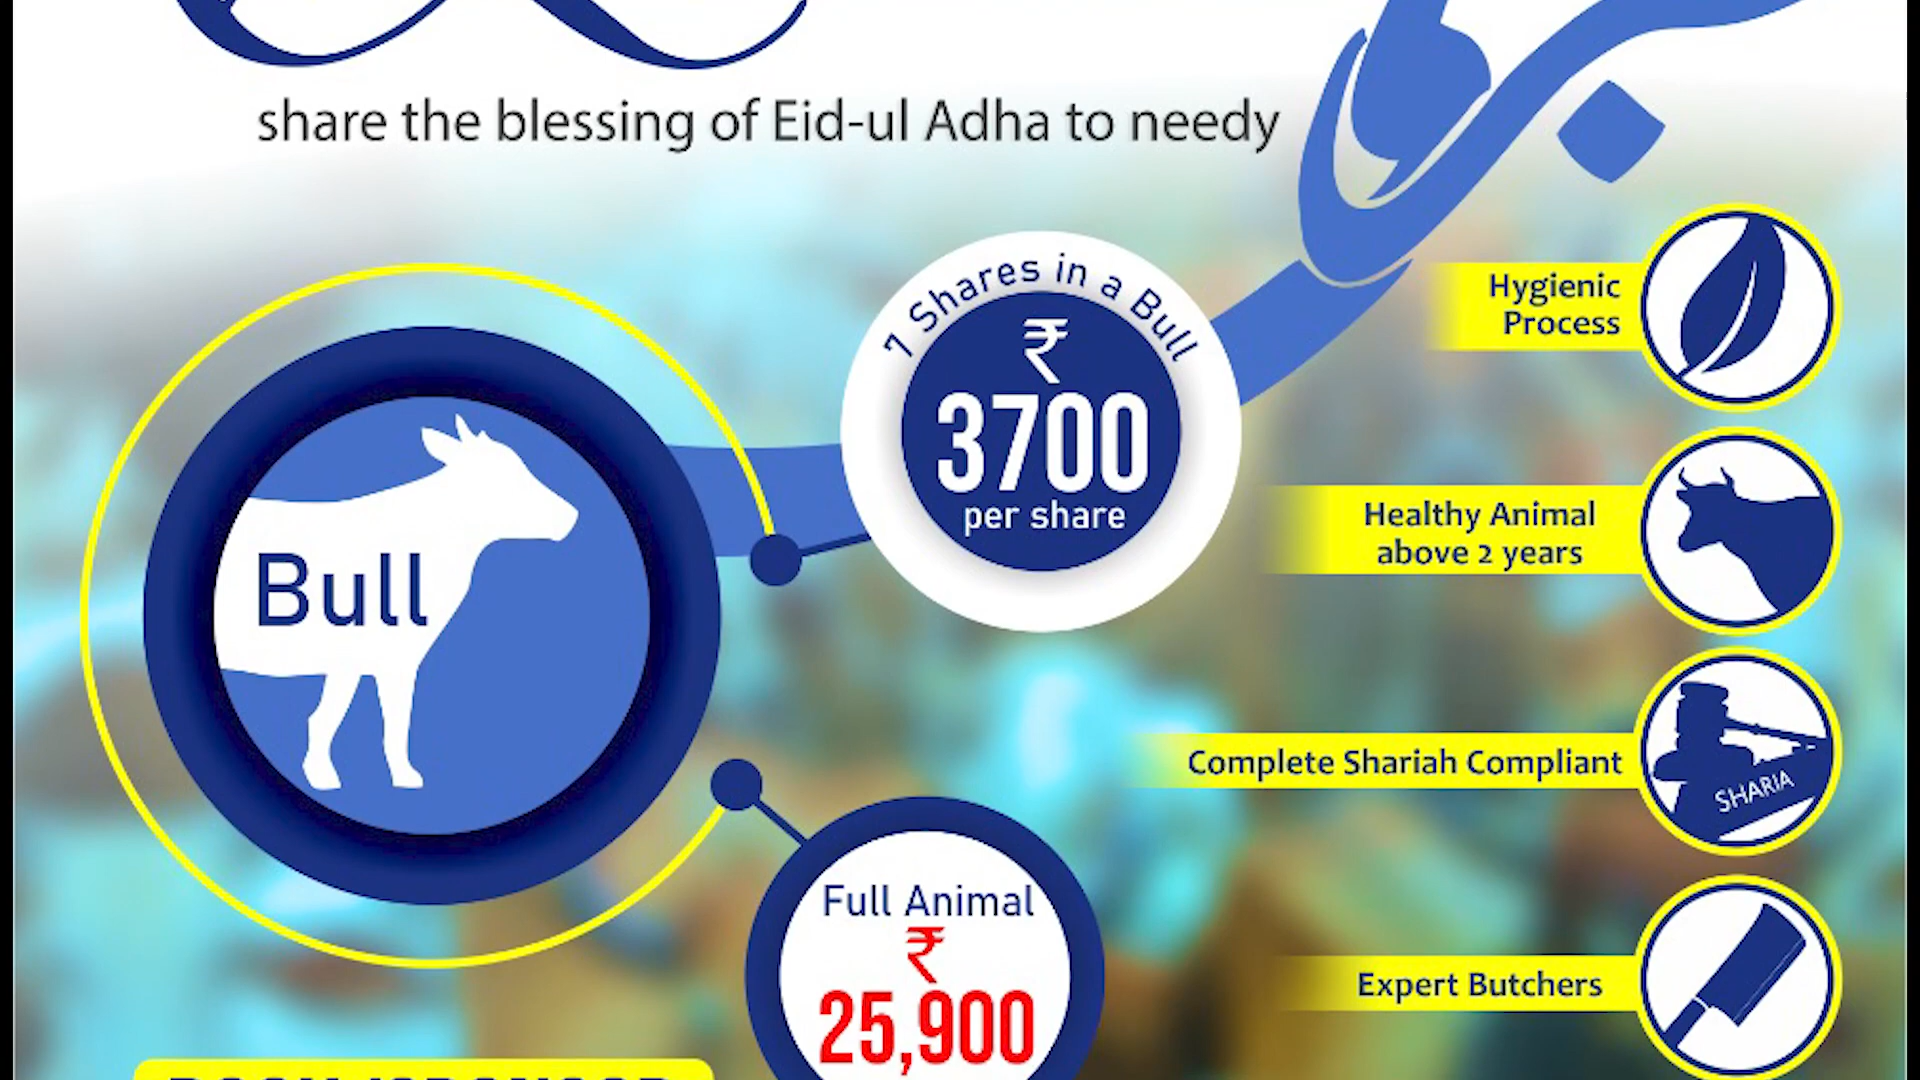 share the blessing of Eid-ul Adha to needy
7 Shares in a Bull
₹
3700
per share
Hygienic
Process
Bull
Healthy Animal
above 2 years
Complete Shariah Compliant
SHARIA
Full Animal
₹
25,900
Expert Butchers